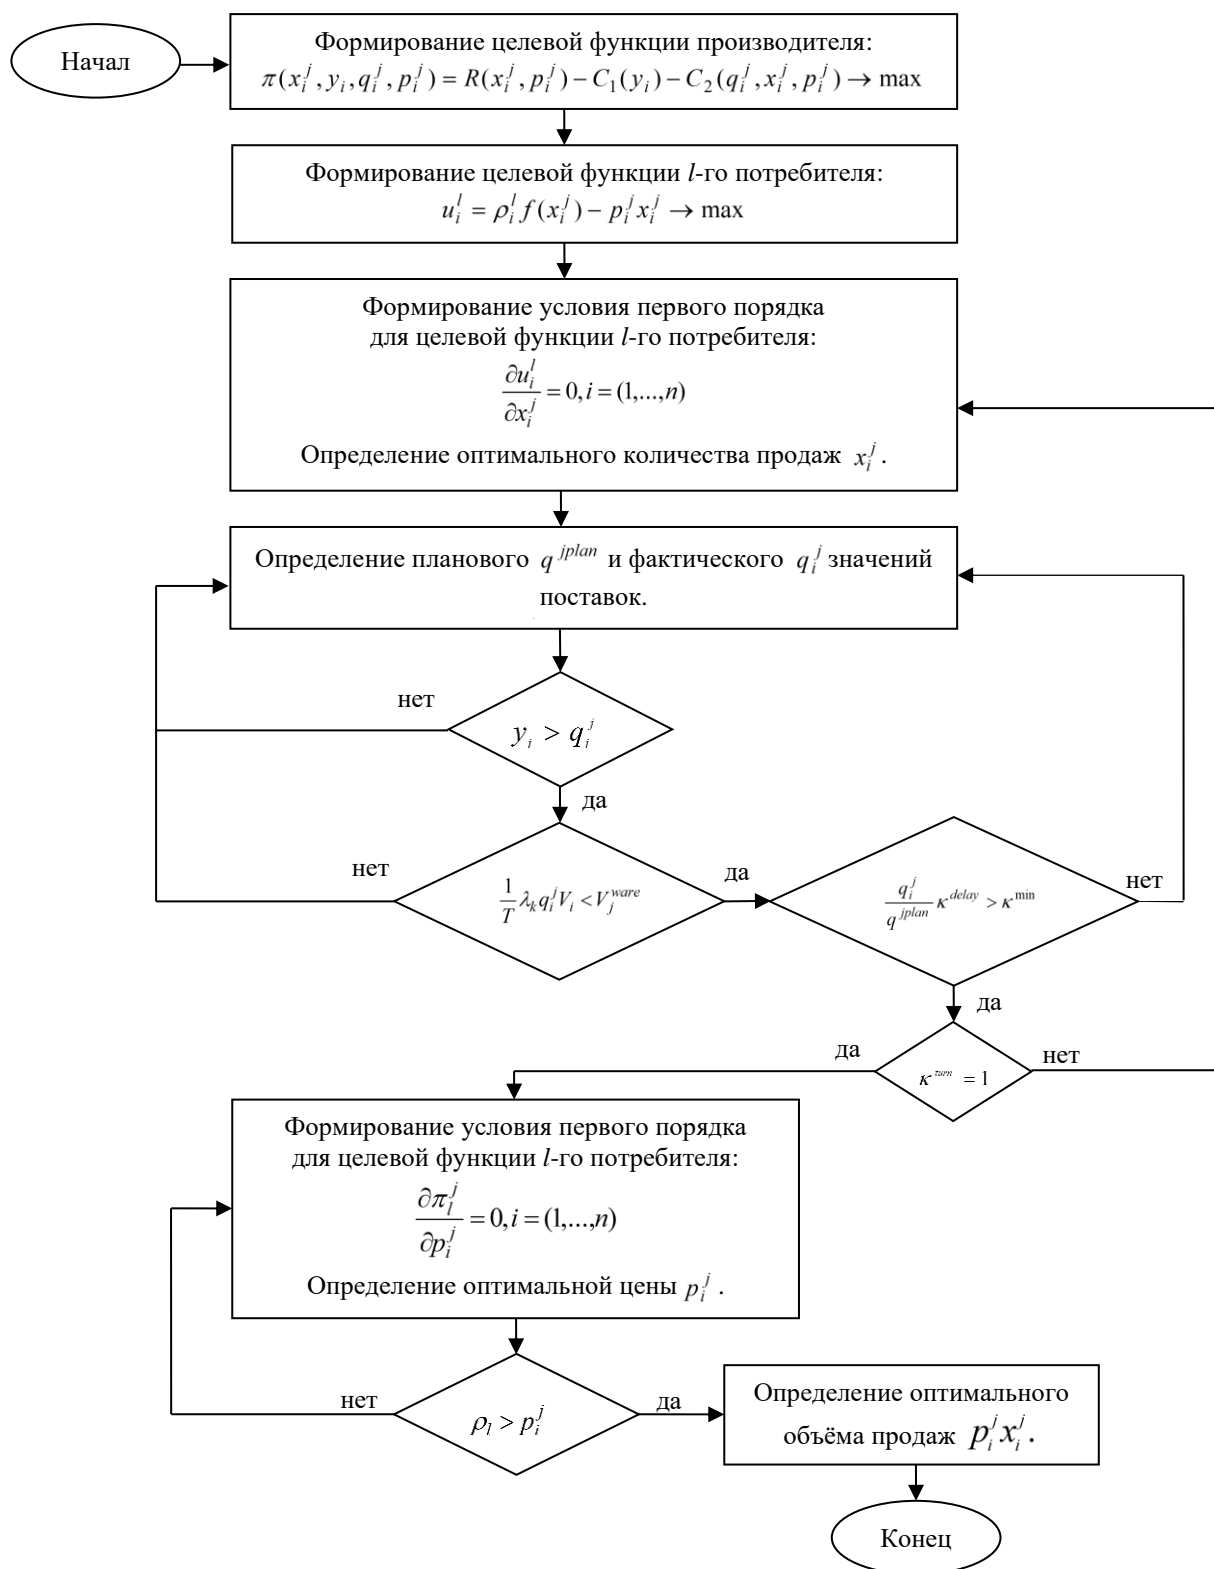 Начал
Формирование целевой функции производителя:
π(x_i^j, y_i, q_i^j, p_i^j) = R(x_i^j, p_i^j) − C_1(y_i) − C_2(q_i^j, x_i^j, p_i^j) → max
Формирование целевой функции l-го потребителя:
u_i^l = ρ_i^l f(x_i^j) − p_i^j x_i^j → max
Формирование условия первого порядка
для целевой функции l-го потребителя:
∂u_i^l / ∂x_i^j = 0, i = (1,...,n)
Определение оптимального количества продаж x_i^j.
Определение планового q^{jplan} и фактического q_i^j значений
поставок.
нет
y_i > q_i^j
да
нет
1/T λ_k q_i^j V_i < V_j^{ware}
да
q_i^j / q^{jplan} κ^{delay} > κ^{min}
нет
да
да
κ^{turn} = 1
нет
Формирование условия первого порядка
для целевой функции l-го потребителя:
∂π_l^j / ∂p_i^j = 0, i = (1,...,n)
Определение оптимальной цены p_i^j.
нет
ρ_l > p_i^j
да
Определение оптимального
объёма продаж p_i^j x_i^j.
Конец